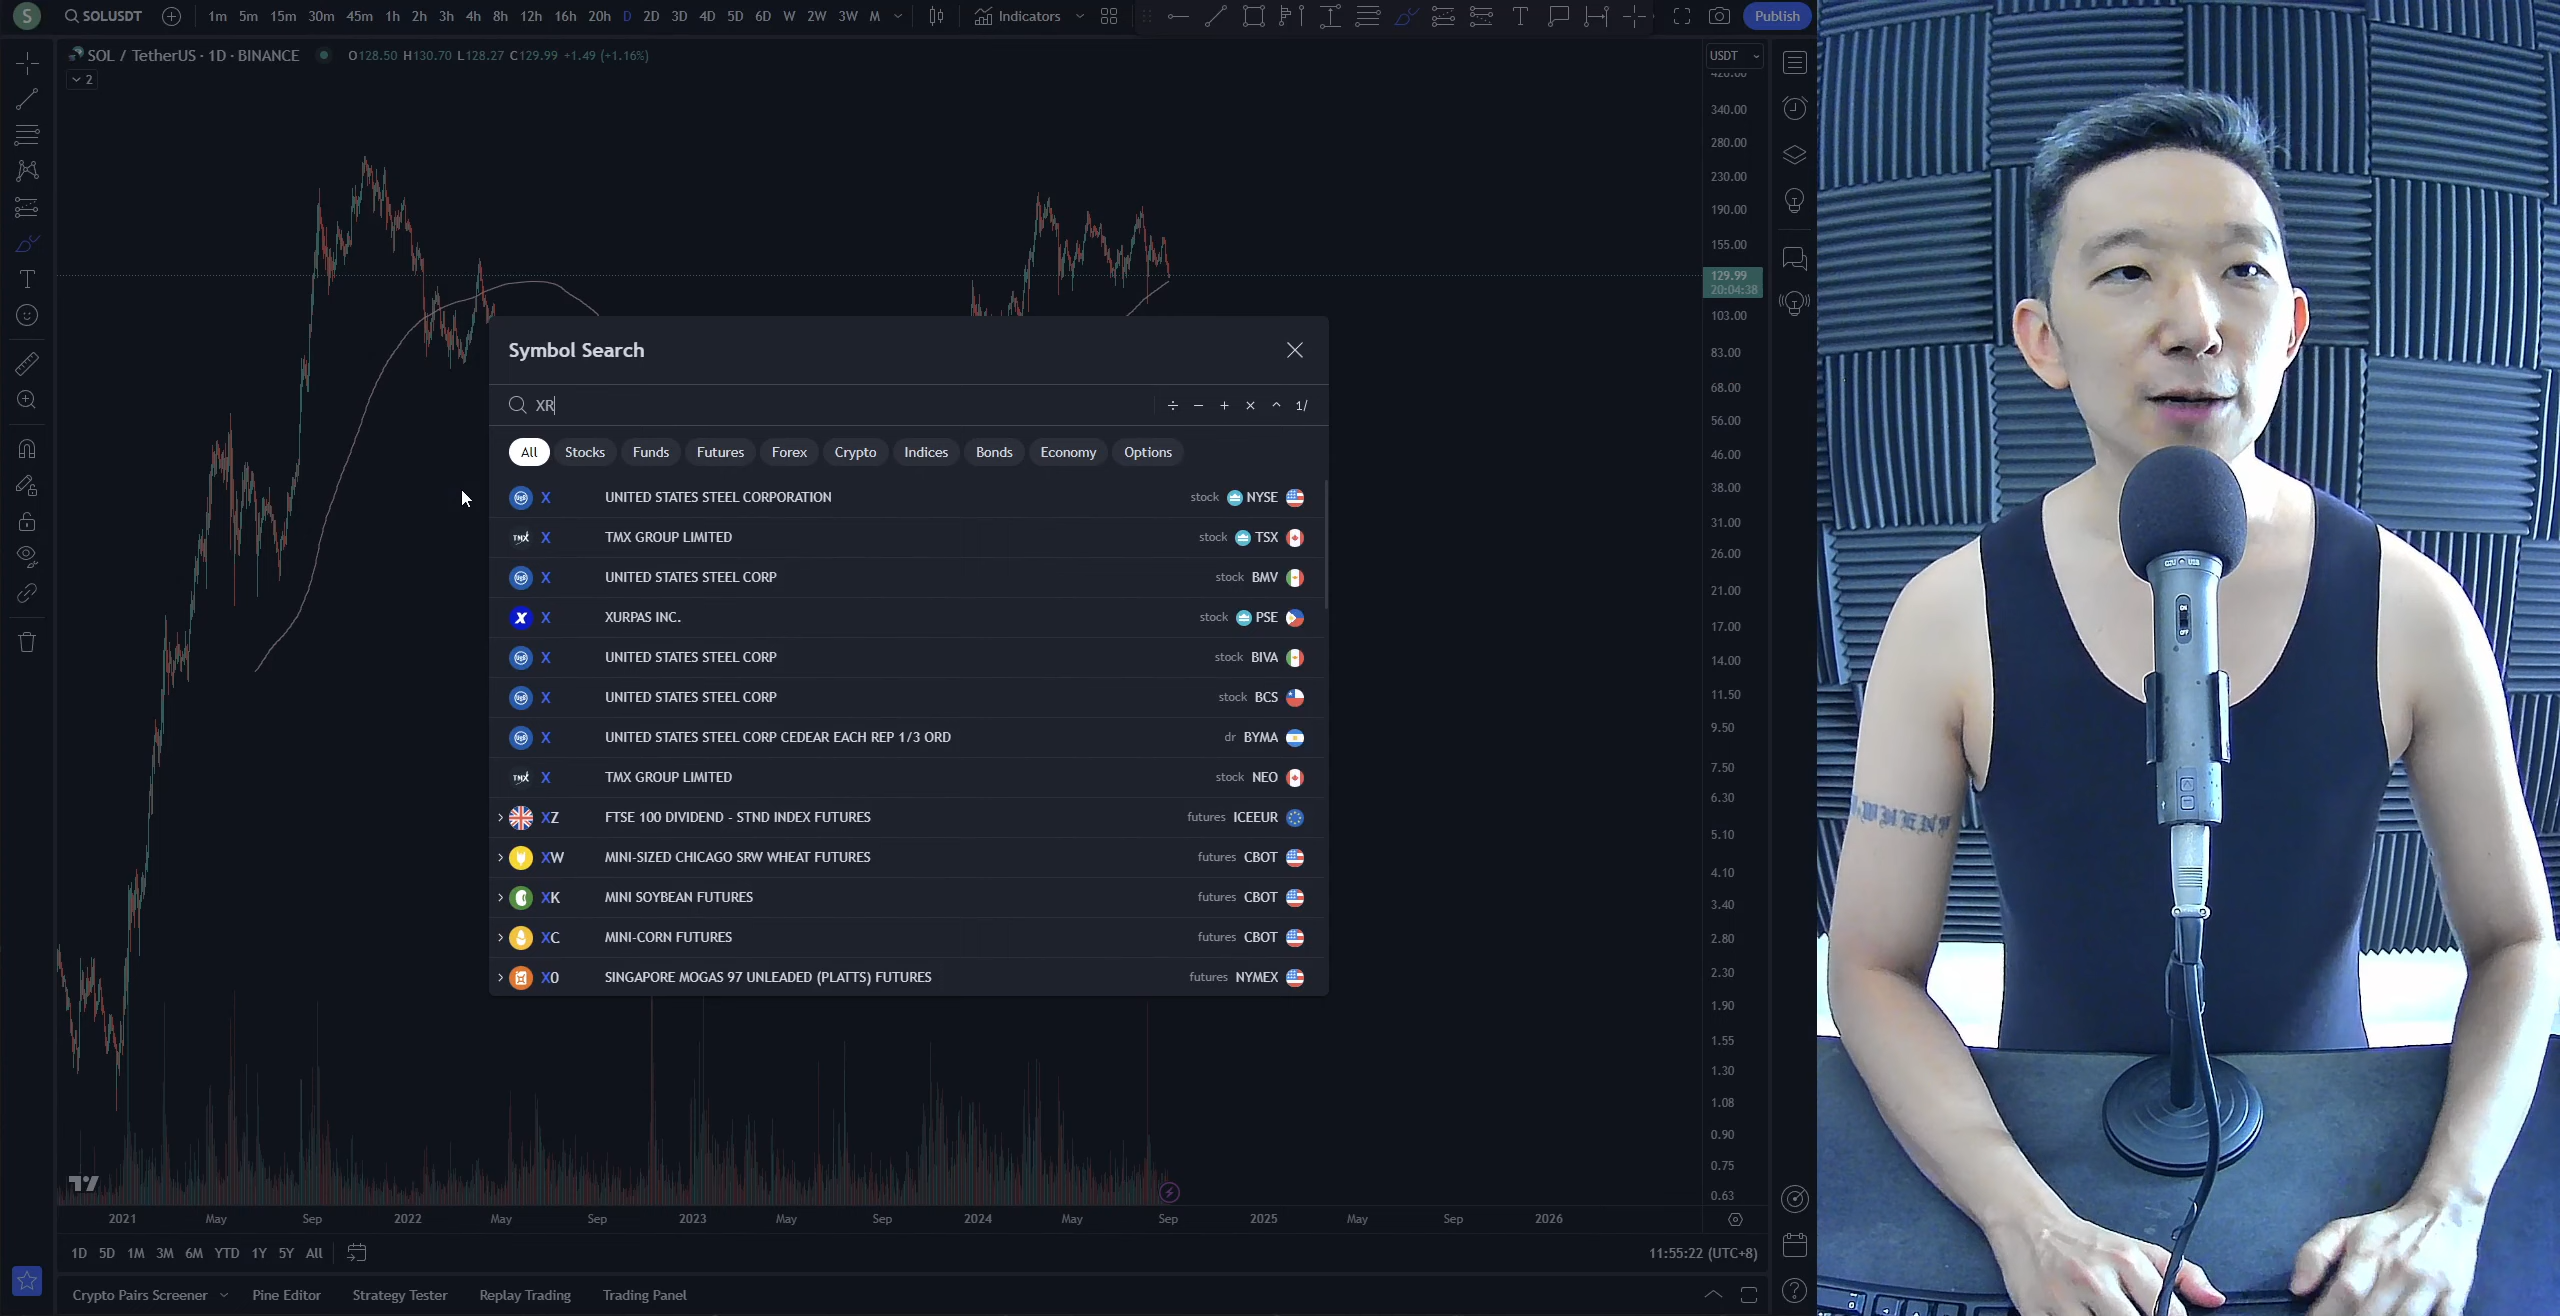 S SOLUSDT 1m 5m 15m 30m 45m 1h 2h 3h 4h 8h 12h 16h 20h D 2D 3D 4D 5D 6D W 2W 3W M Indicators Publish
SOL / TetherUS · 1D · BINANCE O128.50 H130.70 L128.27 C129.99 +1.49 (+1.16%) USDT
2
420.00
340.00
280.00
230.00
190.00
155.00
129.99
20:04:38
103.00
83.00
68.00
56.00
46.00
38.00
31.00
26.00
21.00
17.00
14.00
11.50
9.50
7.50
6.30
5.10
4.10
3.40
2.80
2.30
1.90
1.55
1.30
1.08
0.90
0.75
0.63
Symbol Search
XR ÷ − + × ^ 1/
All Stocks Funds Futures Forex Crypto Indices Bonds Economy Options
X UNITED STATES STEEL CORPORATION stock NYSE
TMX X TMX GROUP LIMITED stock TSX
X UNITED STATES STEEL CORP stock BMV
X X XURPAS INC. stock PSE
X UNITED STATES STEEL CORP stock BIVA
X UNITED STATES STEEL CORP stock BCS
X UNITED STATES STEEL CORP CEDEAR EACH REP 1/3 ORD dr BYMA
TMX X TMX GROUP LIMITED stock NEO
XZ FTSE 100 DIVIDEND - STND INDEX FUTURES futures ICEEUR
XW MINI-SIZED CHICAGO SRW WHEAT FUTURES futures CBOT
XK MINI SOYBEAN FUTURES futures CBOT
XC MINI-CORN FUTURES futures CBOT
X0 SINGAPORE MOGAS 97 UNLEADED (PLATTS) FUTURES futures NYMEX
2021 May Sep 2022 May Sep 2023 May Sep 2024 May Sep 2025 May Sep 2026
1D 5D 1M 3M 6M YTD 1Y 5Y All 11:55:22 (UTC+8)
Crypto Pairs Screener Pine Editor Strategy Tester Replay Trading Trading Panel
ON
OFF